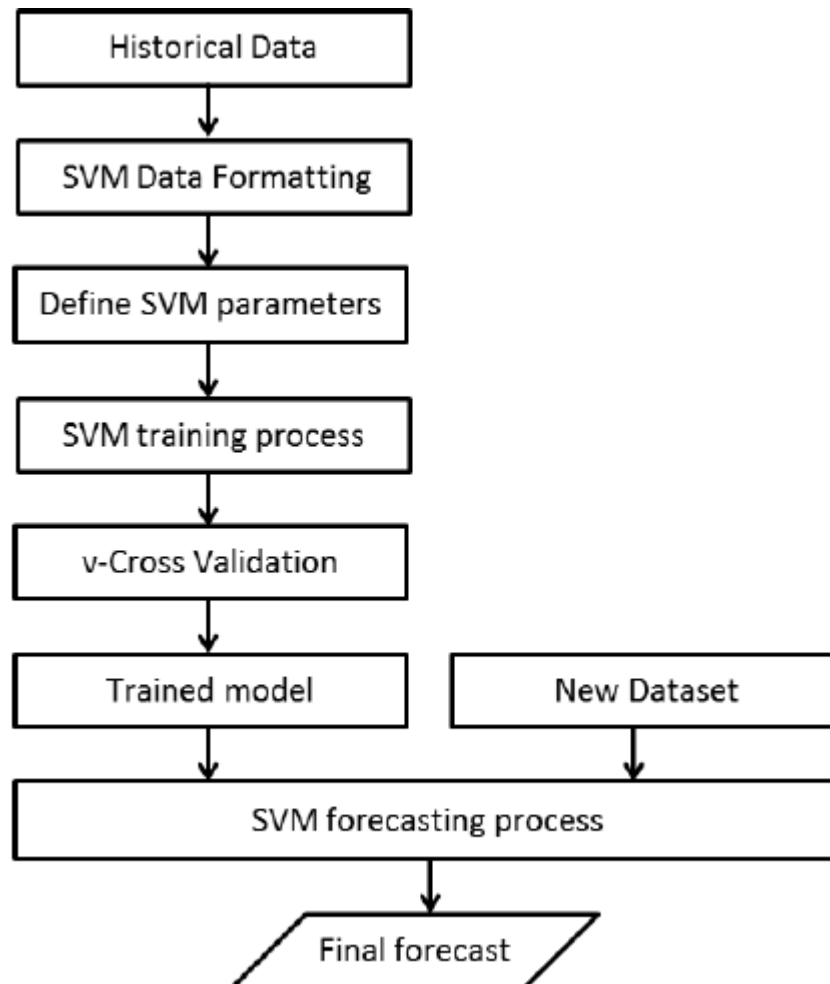 Historical Data
SVM Data Formatting
Define SVM parameters
SVM training process
v-Cross Validation
Trained model
New Dataset
SVM forecasting process
Final forecast